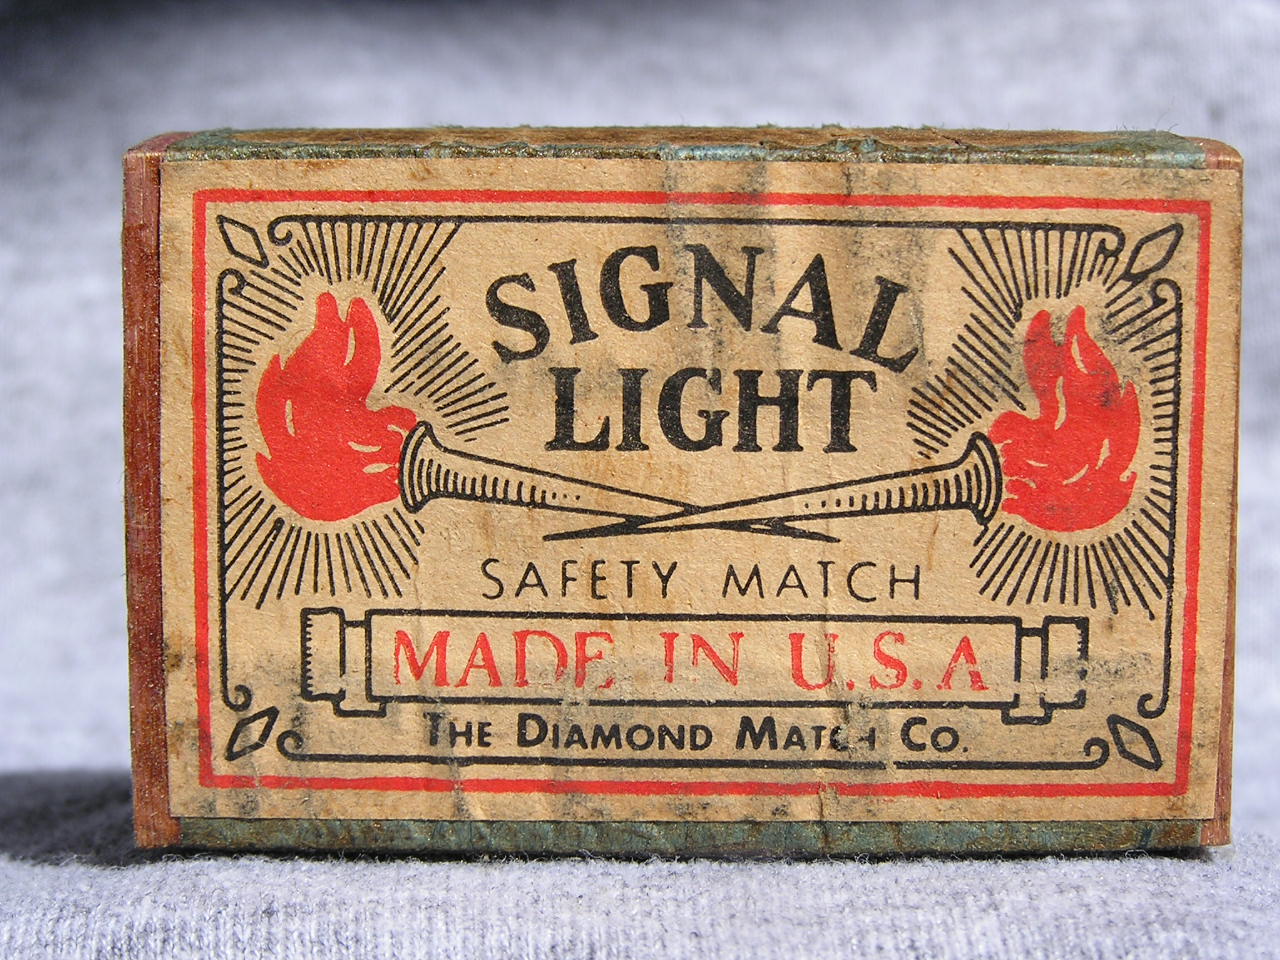 SIGNAL
LIGHT
SAFETY MATCH
MADE IN U.S.A
THE DIAMOND MATCH CO.